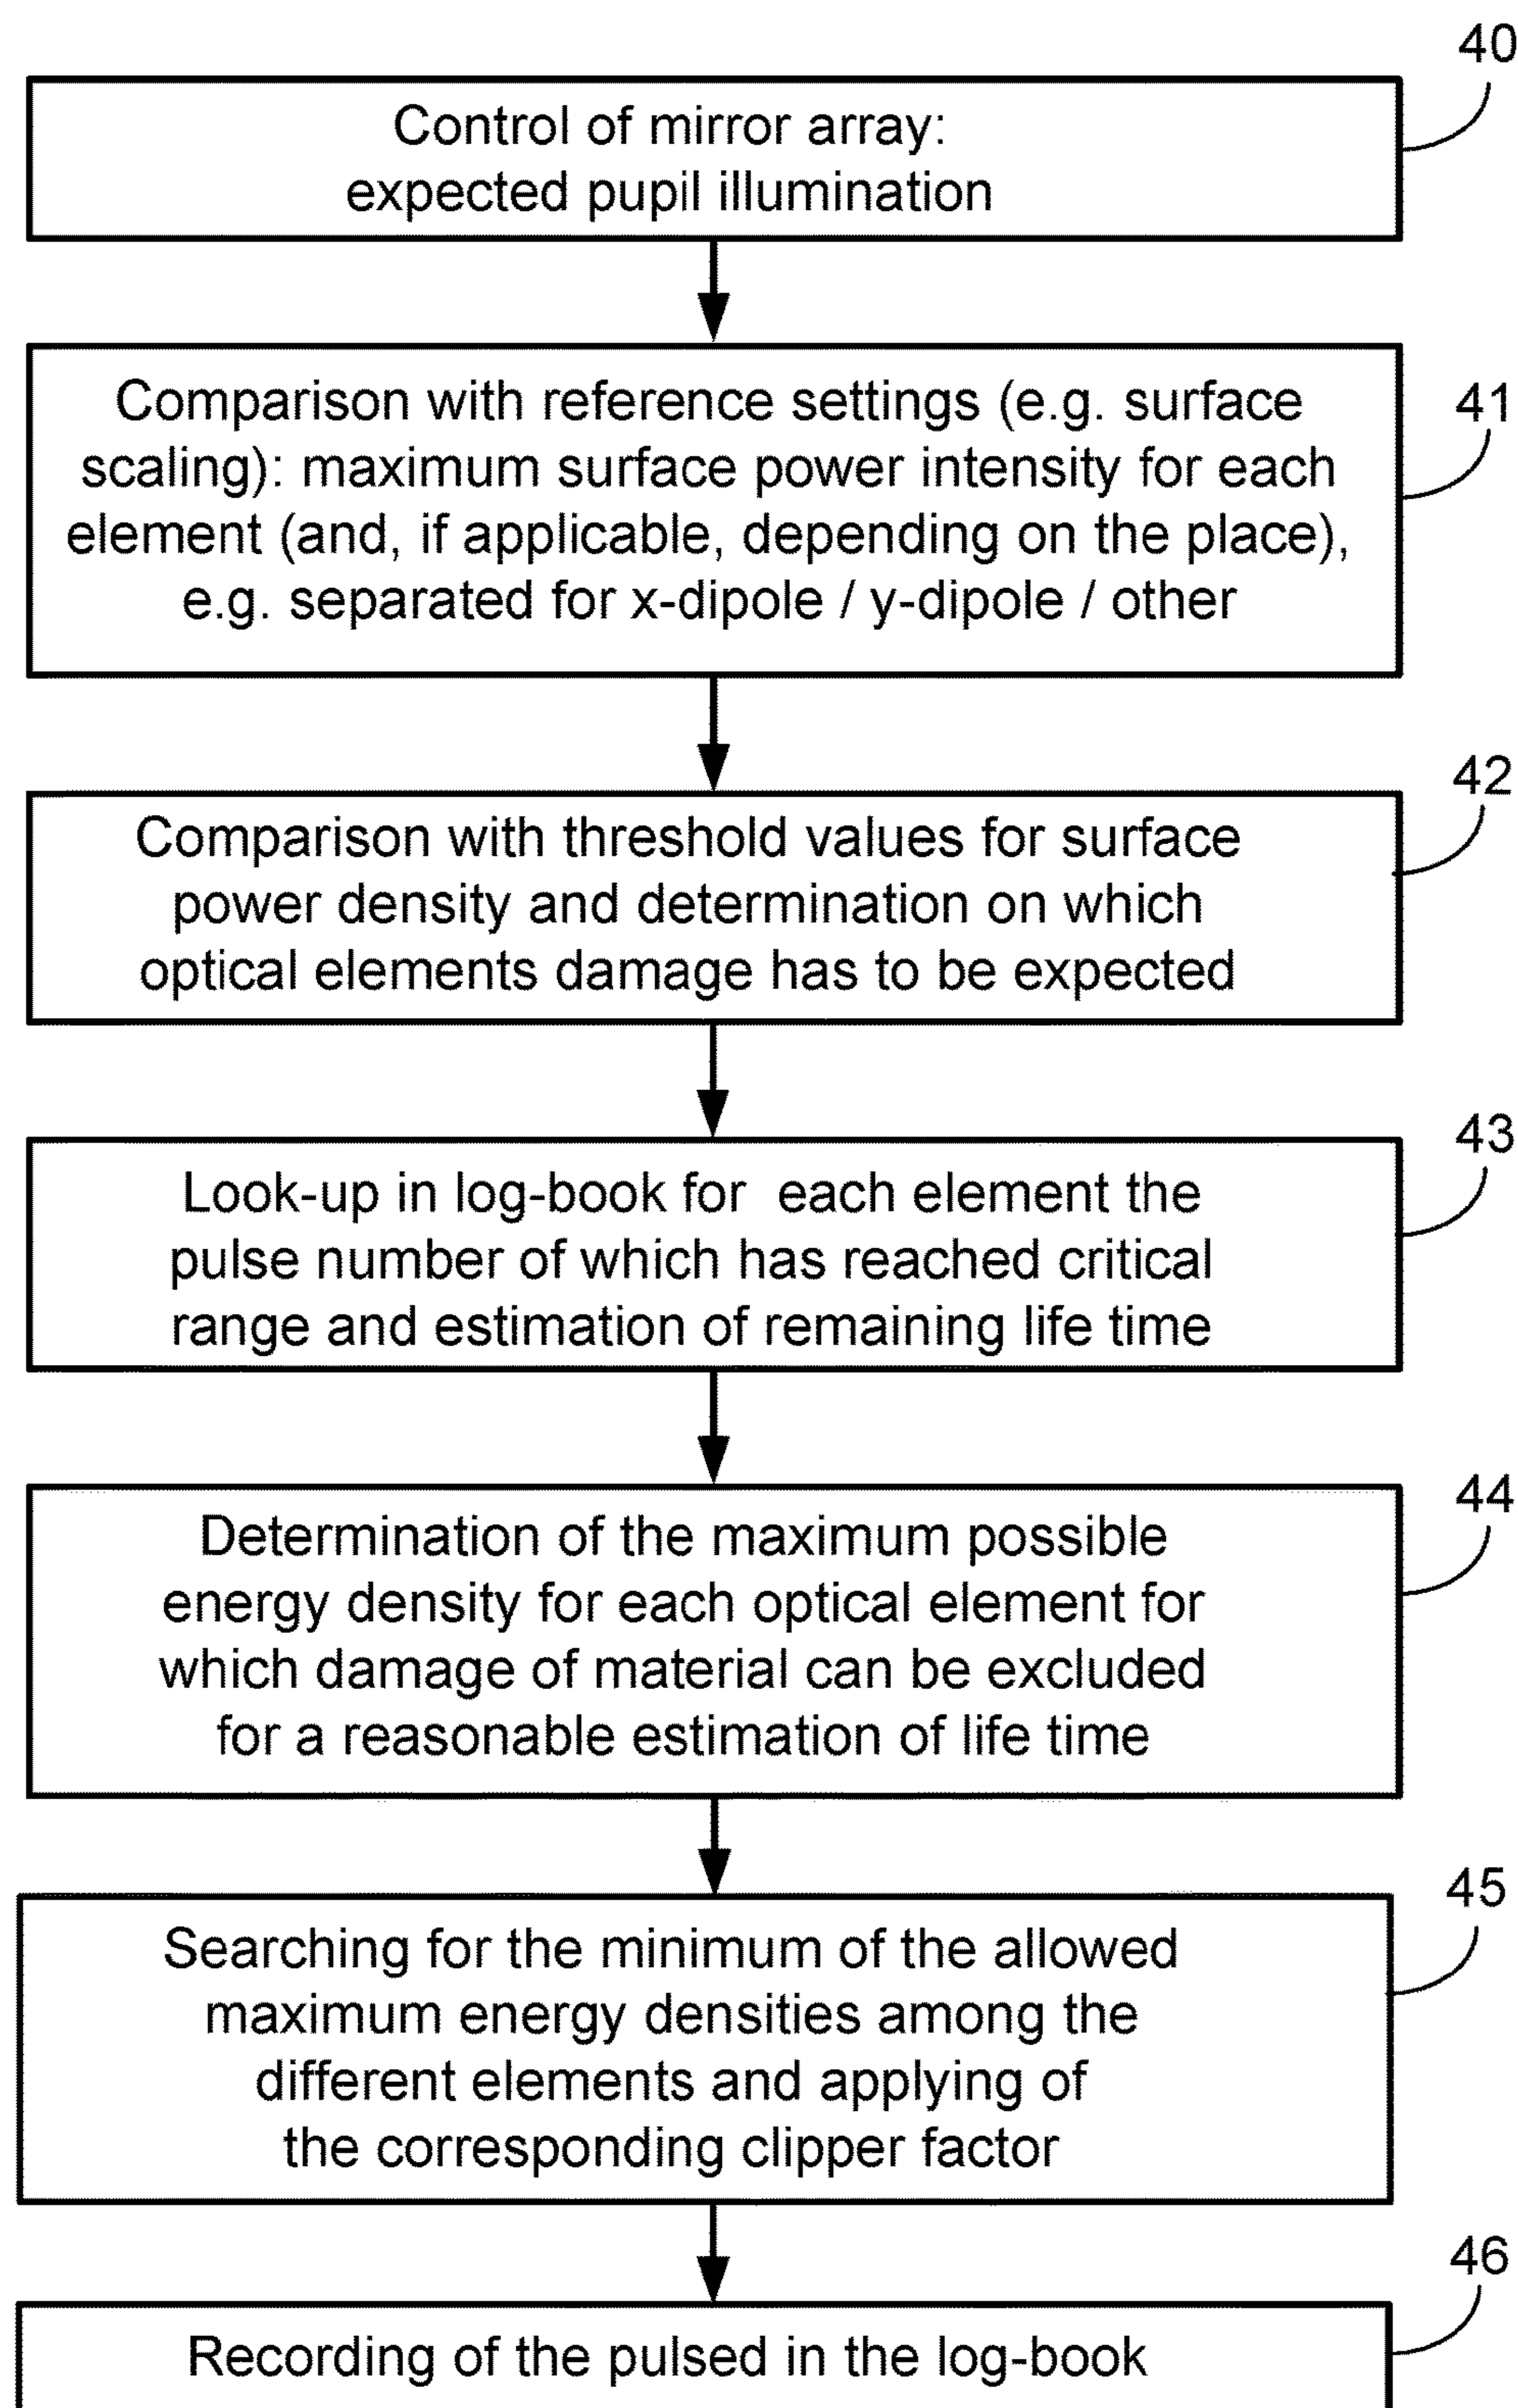 40
Control of mirror array:
expected pupil illumination
41
Comparison with reference settings (e.g. surface
scaling): maximum surface power intensity for each
element (and, if applicable, depending on the place),
e.g. separated for x-dipole / y-dipole / other
42
Comparison with threshold values for surface
power density and determination on which
optical elements damage has to be expected
43
Look-up in log-book for each element the
pulse number of which has reached critical
range and estimation of remaining life time
44
Determination of the maximum possible
energy density for each optical element for
which damage of material can be excluded
for a reasonable estimation of life time
45
Searching for the minimum of the allowed
maximum energy densities among the
different elements and applying of
the corresponding clipper factor
46
Recording of the pulsed in the log-book